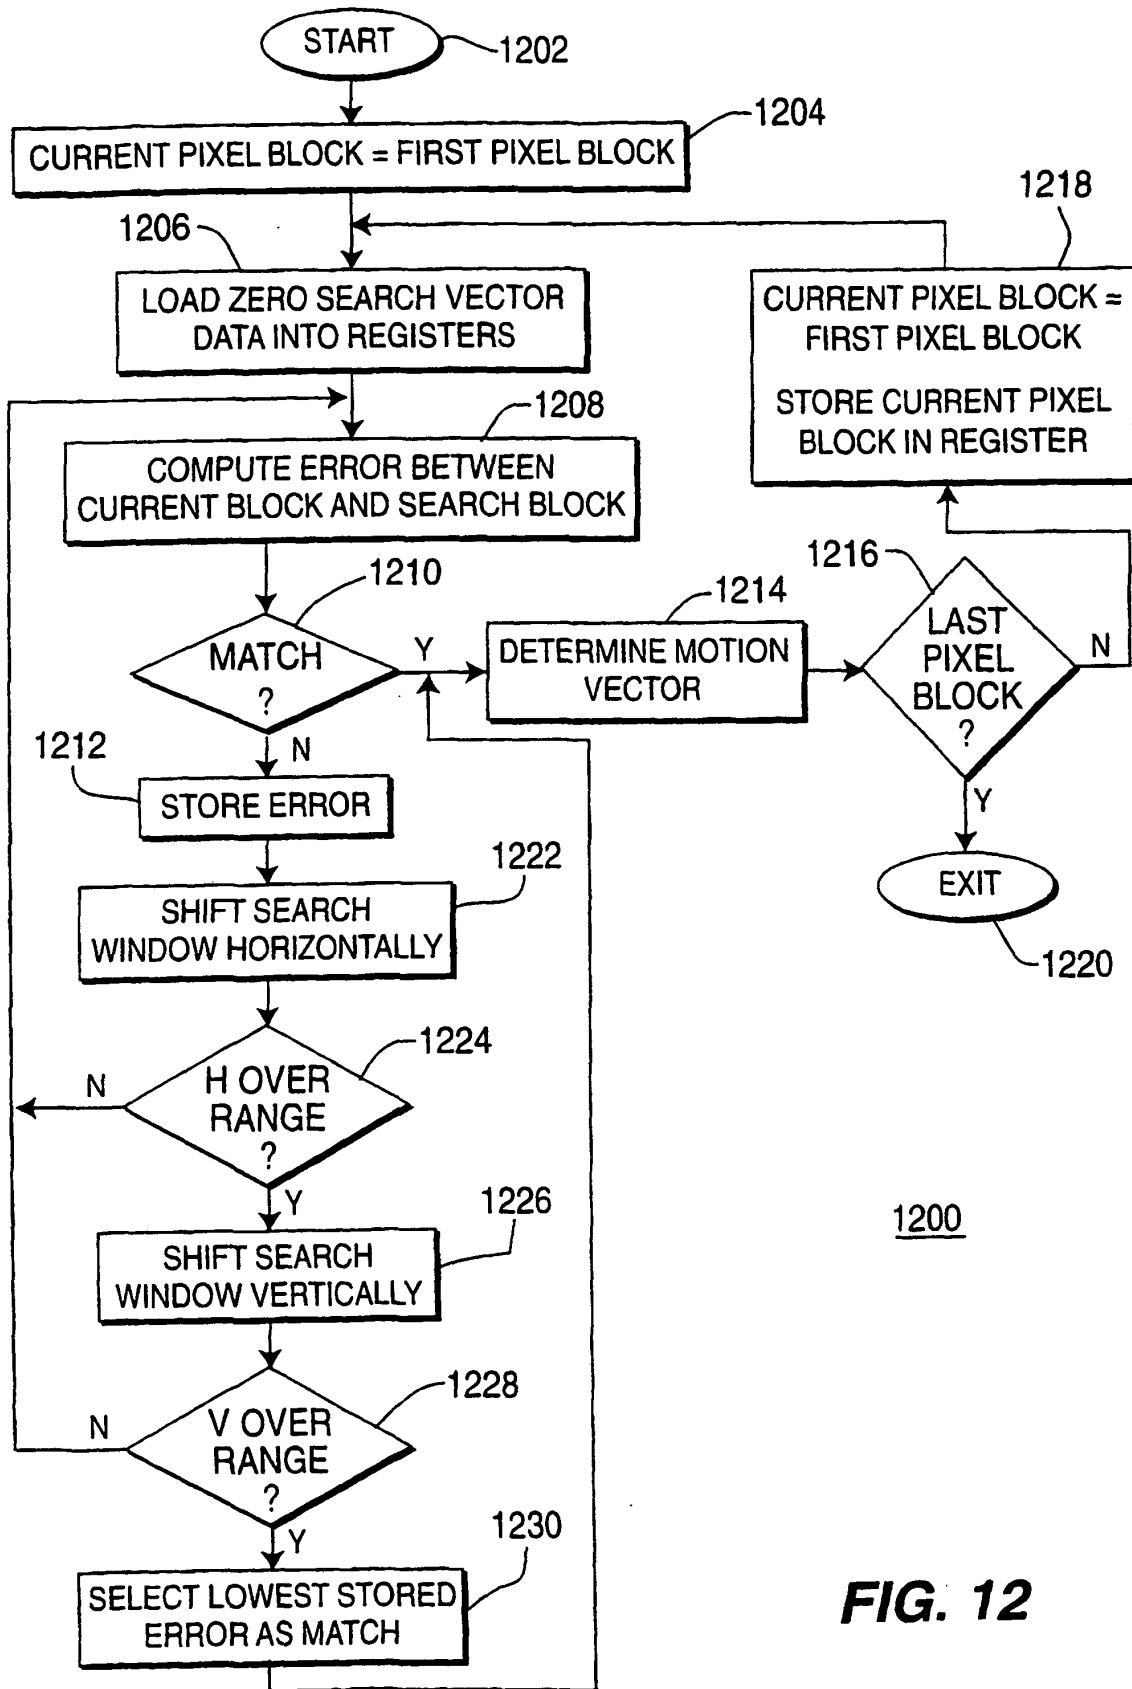 START
1202
1204
CURRENT PIXEL BLOCK = FIRST PIXEL BLOCK
1206
LOAD ZERO SEARCH VECTOR
DATA INTO REGISTERS
1218
CURRENT PIXEL BLOCK =
FIRST PIXEL BLOCK
STORE CURRENT PIXEL
BLOCK IN REGISTER
1208
COMPUTE ERROR BETWEEN
CURRENT BLOCK AND SEARCH BLOCK
1210
MATCH
?
Y
N
1214
DETERMINE MOTION
VECTOR
1216
LAST
PIXEL
BLOCK
?
N
Y
EXIT
1220
1212
STORE ERROR
1222
SHIFT SEARCH
WINDOW HORIZONTALLY
1224
H OVER
RANGE
?
N
Y
1226
SHIFT SEARCH
WINDOW VERTICALLY
1228
V OVER
RANGE
?
N
Y
1230
SELECT LOWEST STORED
ERROR AS MATCH
1200
FIG. 12